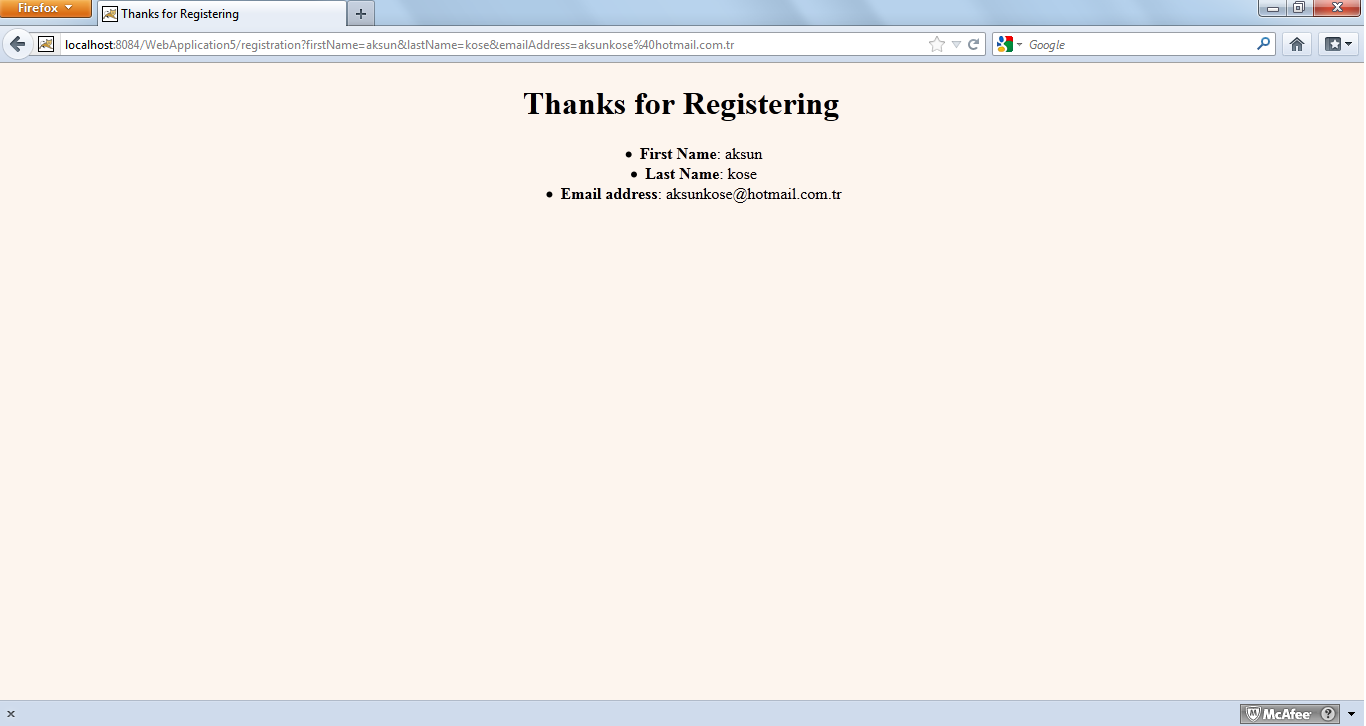 Firefox
Thanks for Registering
localhost:8084/WebApplication5/registration?firstName=aksun&lastName=kose&emailAddress=aksunkose%40hotmail.com.tr
Google
Thanks for Registering
• First Name: aksun
• Last Name: kose
• Email address: aksunkose@hotmail.com.tr
McAfee